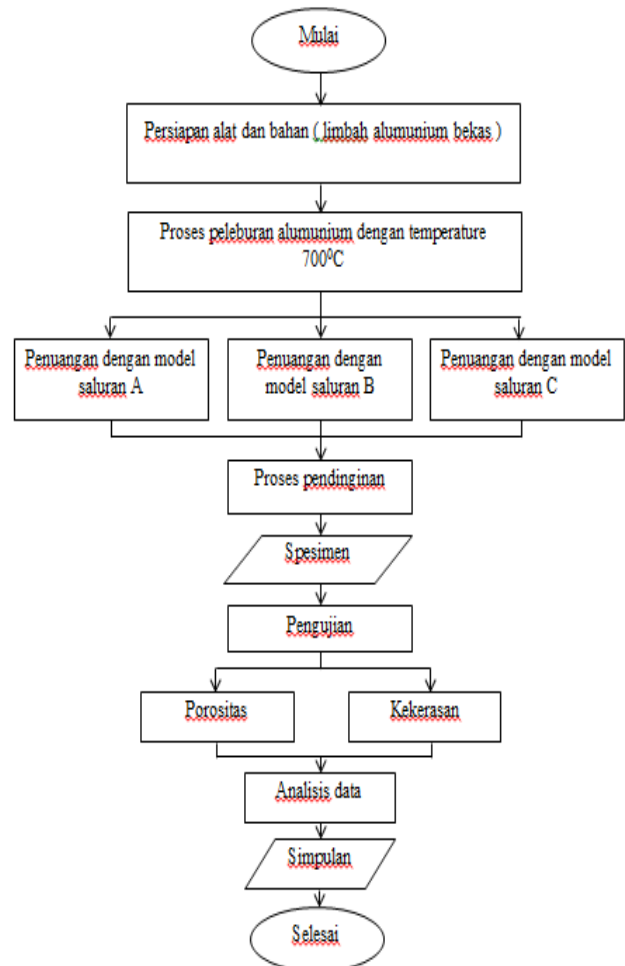 Mulai
Persiapan alat dan bahan ( limbah alumunium bekas )
Proses peleburan alumunium dengan temperature
700⁰C
Penuangan dengan model
saluran A
Penuangan dengan
model saluran B
Penuangan dengan model
saluran C
Proses pendinginan
Spesimen
Pengujian
Porositas
Kekerasan
Analisis data
Simpulan
Selesai